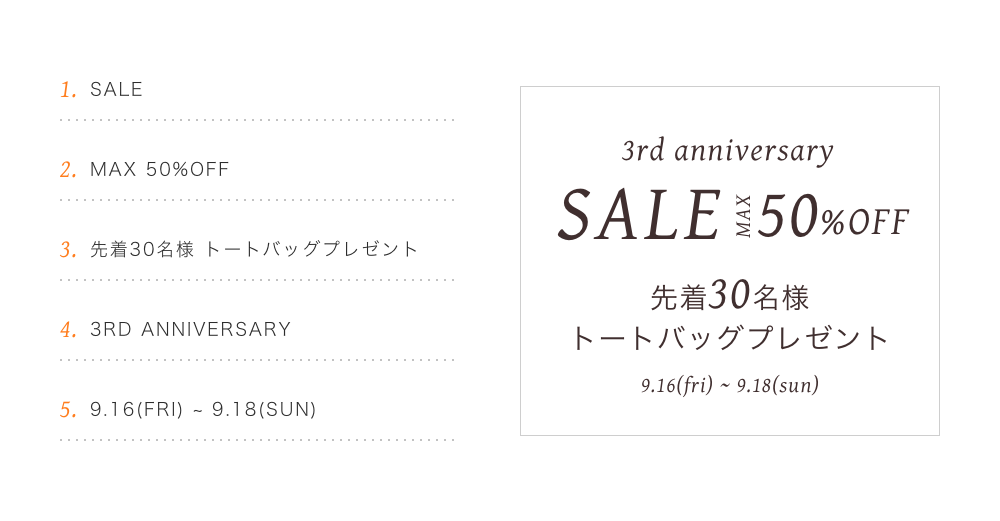 1. SALE
2. MAX 50%OFF
3. 先着30名様 トートバッグプレゼント
4. 3RD ANNIVERSARY
5. 9.16(FRI) ~ 9.18(SUN)
3rd anniversary
SALE MAX 50%OFF
先着30名様
トートバッグプレゼント
9.16(fri) ~ 9.18(sun)